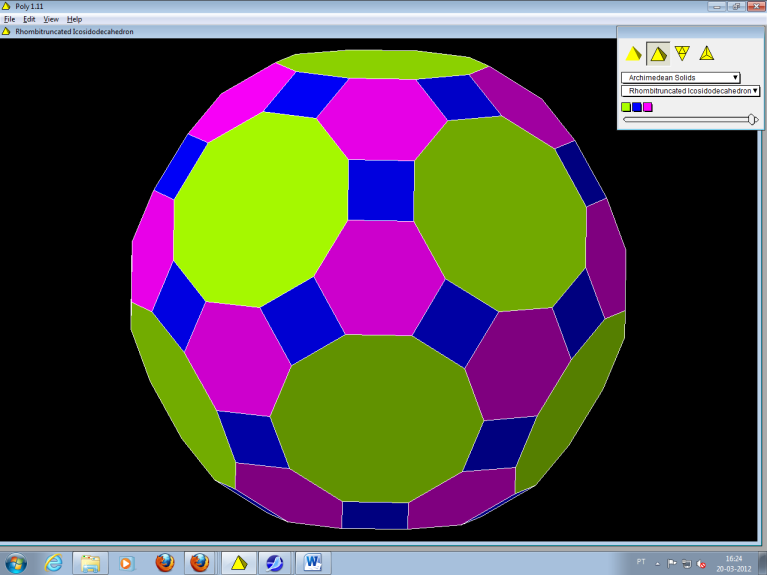 Poly 1.11
File Edit View Help
Rhombitruncated Icosidodecahedron
Archimedean Solids
Rhombitruncated Icosidodecahedron
PT
16:24
20-03-2012